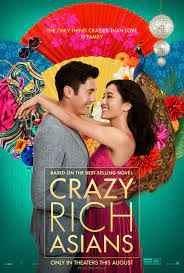 THE ONLY THING CRAZIER THAN LOVE
IS FAMILY
BASED ON THE BEST-SELLING NOVEL
CRAZY
RICH
ASIANS
ONLY IN THEATERS THIS AUGUST